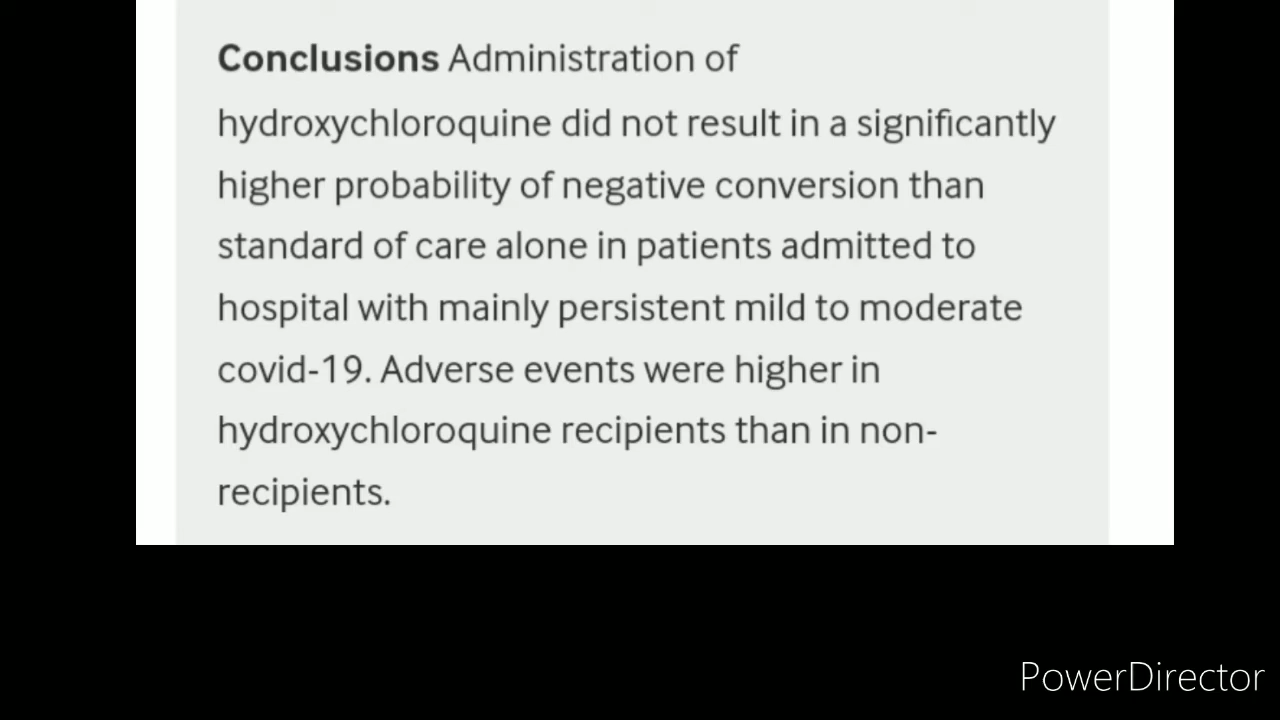 Conclusions Administration of
hydroxychloroquine did not result in a significantly
higher probability of negative conversion than
standard of care alone in patients admitted to
hospital with mainly persistent mild to moderate
covid-19. Adverse events were higher in
hydroxychloroquine recipients than in non-
recipients.
PowerDirector